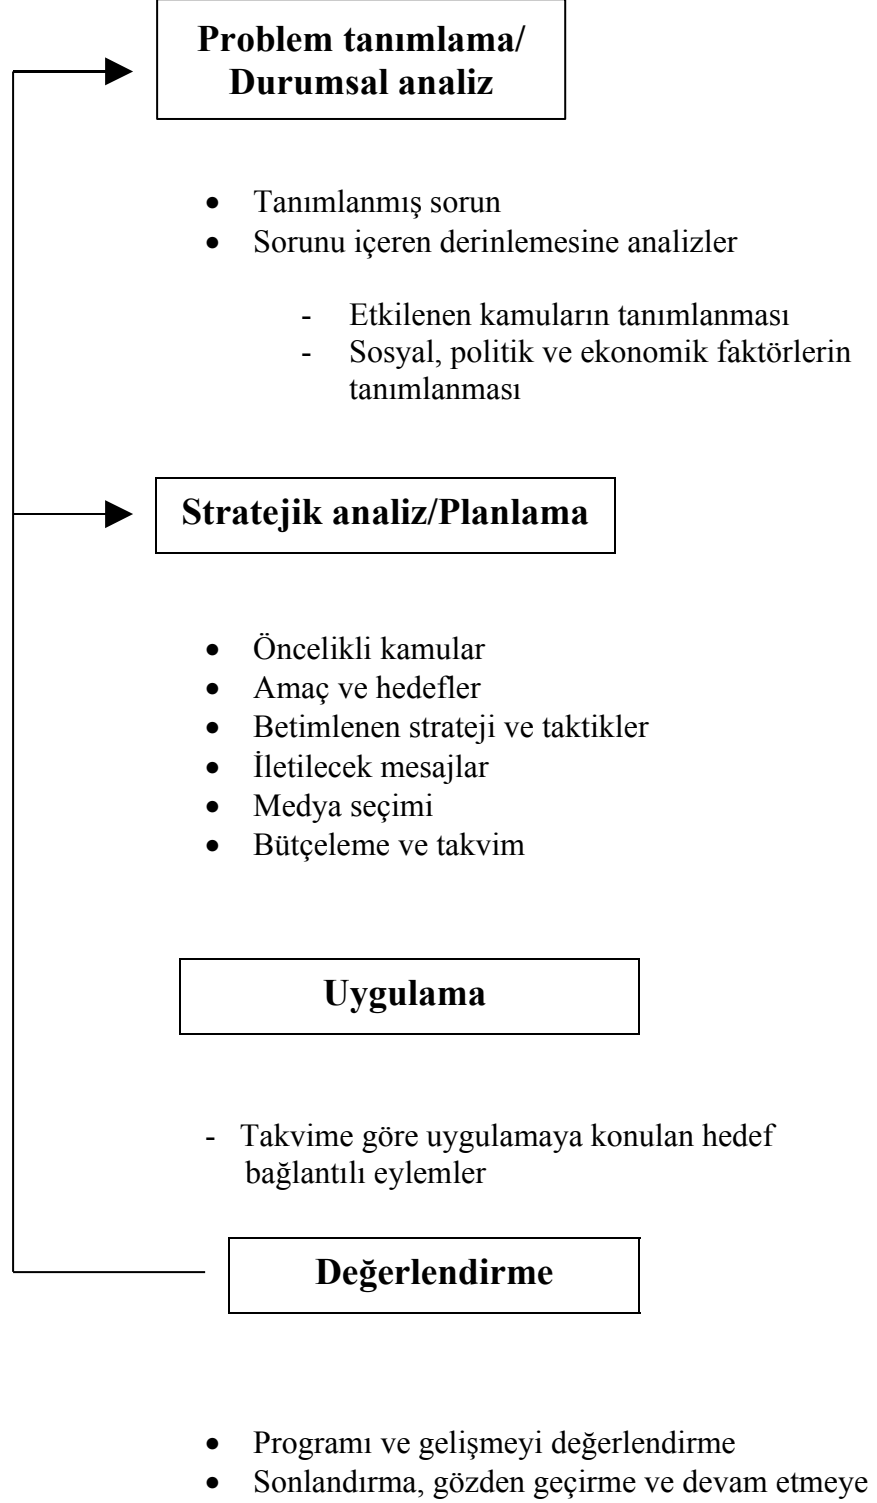 Problem tanımlama/
Durumsal analiz
• Tanımlanmış sorun
• Sorunu içeren derinlemesine analizler
- Etkilenen kamuların tanımlanması
- Sosyal, politik ve ekonomik faktörlerin
tanımlanması
Stratejik analiz/Planlama
• Öncelikli kamular
• Amaç ve hedefler
• Betimlenen strateji ve taktikler
• İletilecek mesajlar
• Medya seçimi
• Bütçeleme ve takvim
Uygulama
- Takvime göre uygulamaya konulan hedef
bağlantılı eylemler
Değerlendirme
• Programı ve gelişmeyi değerlendirme
• Sonlandırma, gözden geçirme ve devam etmeye